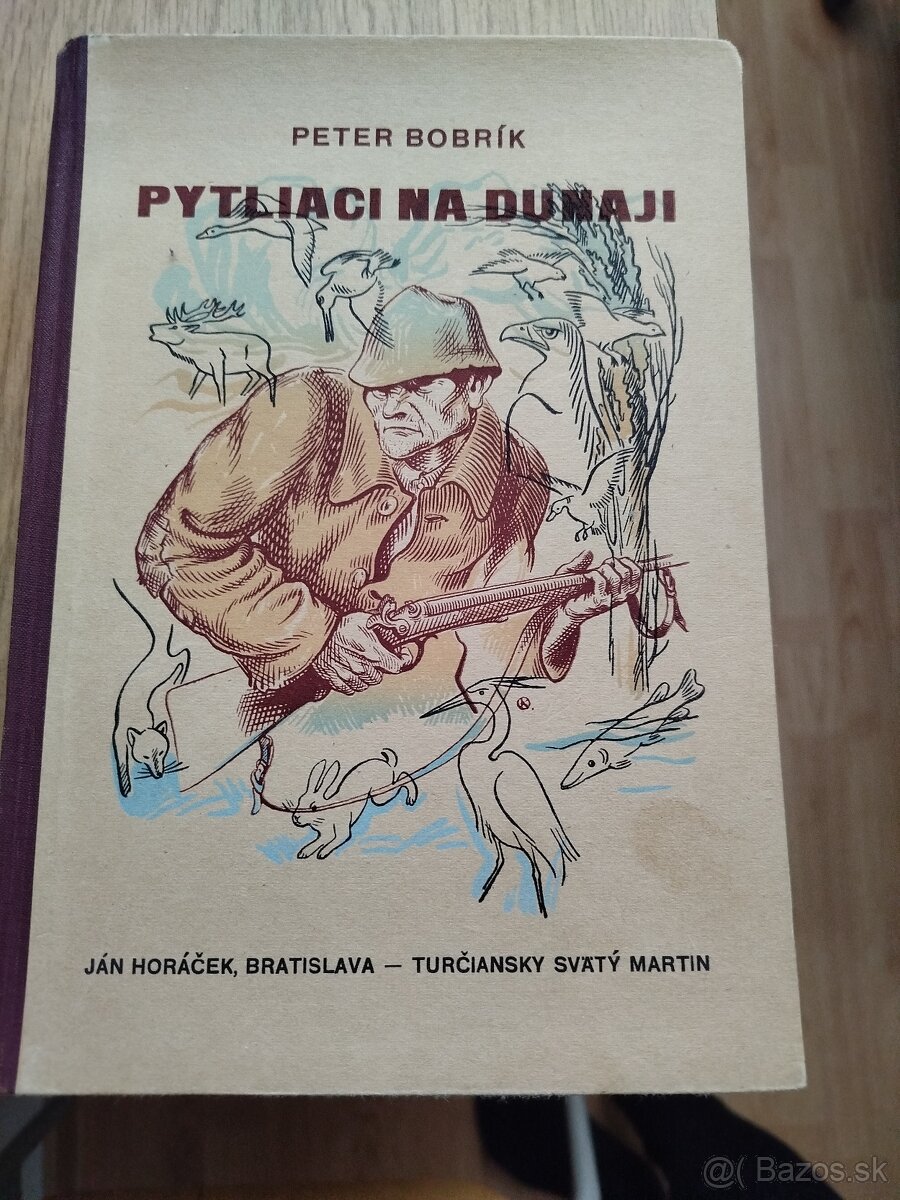 PETER BOBRÍK
PYTLIACI NA DUNAJI
JÁN HORÁČEK, BRATISLAVA — TURČIANSKY SVÄTÝ MARTIN
@( Bazos.sk